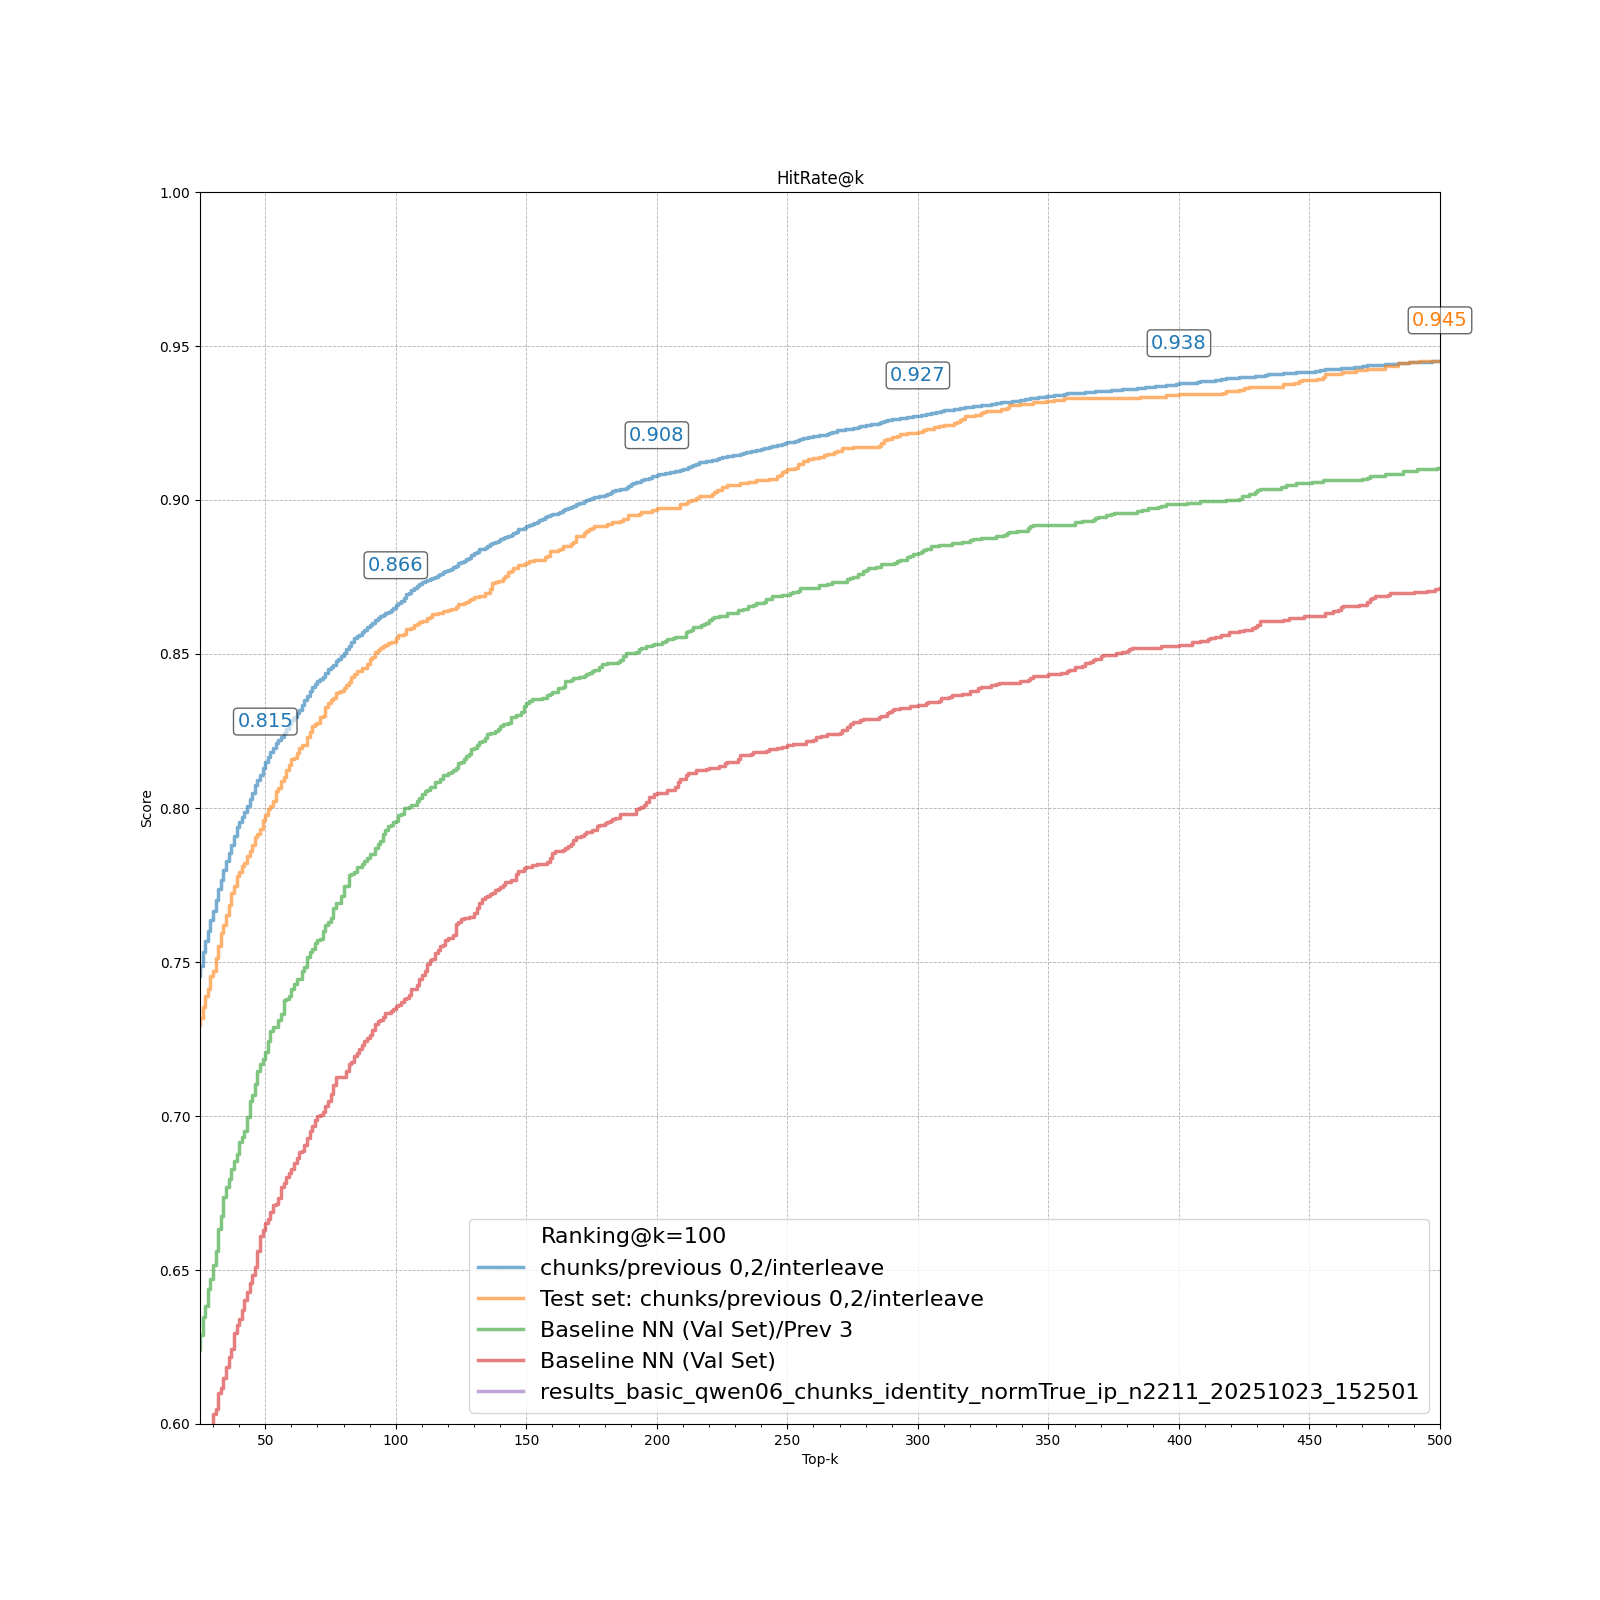 HitRate@k
1.00
0.95
0.90
0.85
0.80
0.75
0.70
0.65
0.60
Score
0.815
0.866
0.908
0.927
0.938
0.945
Ranking@k=100
chunks/previous 0,2/interleave
Test set: chunks/previous 0,2/interleave
Baseline NN (Val Set)/Prev 3
Baseline NN (Val Set)
results_basic_qwen06_chunks_identity_normTrue_ip_n2211_20251023_152501
50 100 150 200 250 300 350 400 450 500
Top-k